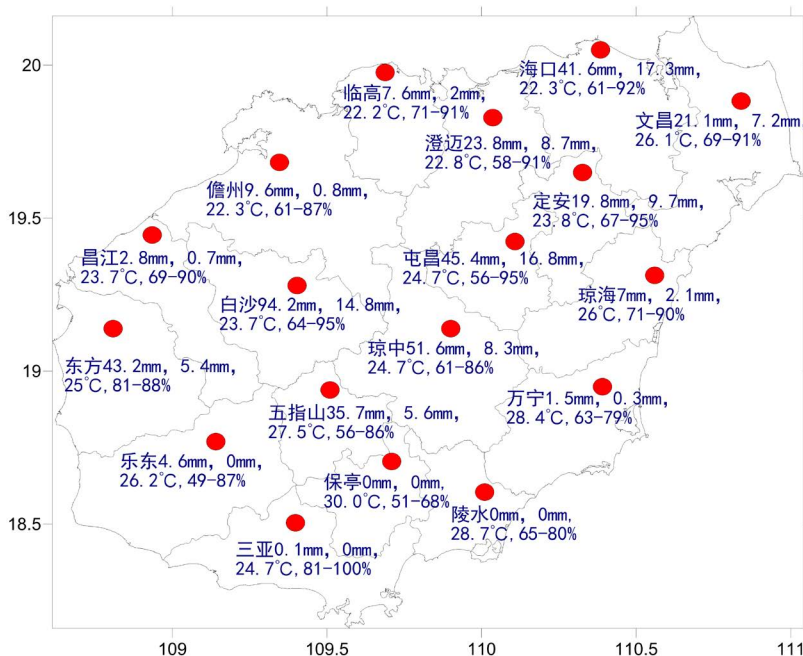 20
19.5
19
18.5
海口41.6mm, 17.3mm,
22.3℃, 61-92%
临高7.6mm, 2mm,
22.2℃, 71-91%
文昌21.1mm, 7.2mm
26.1℃, 69-91%
澄迈23.8mm, 8.7mm,
22.8℃, 58-91%
儋州9.6mm, 0.8mm,
22.3℃, 61-87%
定安19.8mm, 9.7mm,
23.8℃, 67-95%
昌江2.8mm, 0.7mm,
23.7℃, 69-90%
屯昌45.4mm, 16.8mm,
24.7℃, 56-95%
琼海7mm, 2.1mm,
26℃, 71-90%
白沙94.2mm, 14.8mm,
23.7℃, 64-95%
琼中51.6mm, 8.3mm,
24.7℃, 61-86%
东方43.2mm, 5.4mm,
25℃, 81-88%
万宁1.5mm, 0.3mm,
28.4℃, 63-79%
五指山35.7mm, 5.6mm,
27.5℃, 56-86%
乐东4.6mm, 0mm,
26.2℃, 49-87%
保亭0mm, 0mm,
30.0℃, 51-68%
陵水0mm, 0mm,
28.7℃, 65-80%
三亚0.1mm, 0mm,
24.7℃, 81-100%
109
109.5
110
110.5
111